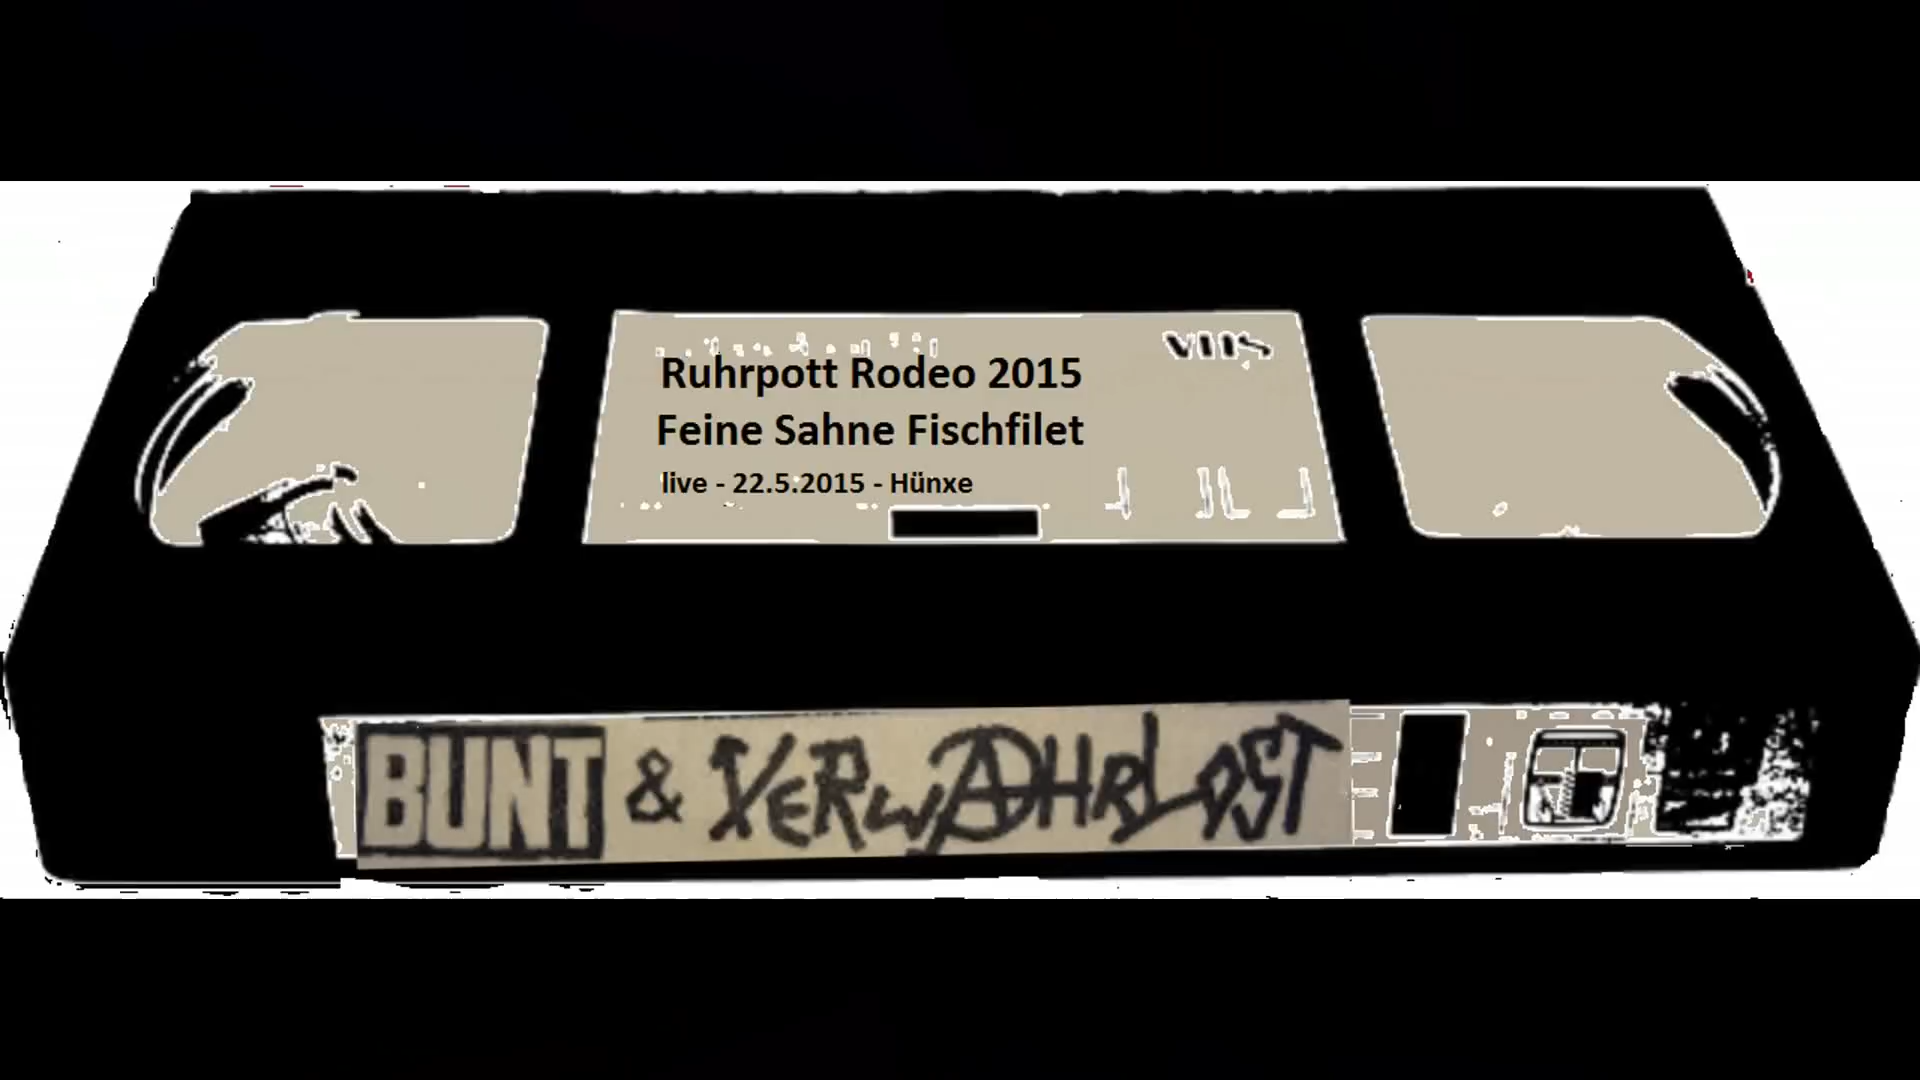 VHS
Ruhrpott Rodeo 2015
Feine Sahne Fischfilet
live - 22.5.2015 - Hünxe
BUNT & VERWAHRLOST